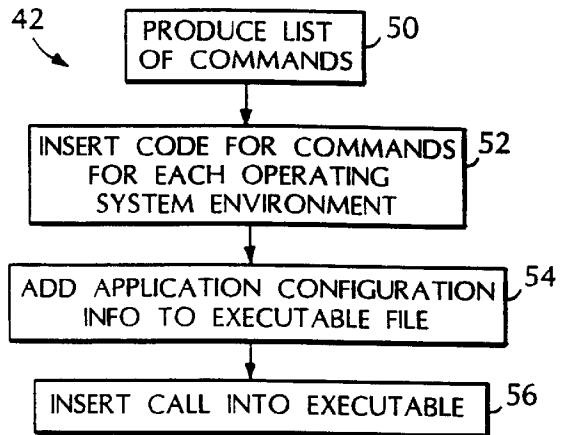 42
PRODUCE LIST
OF COMMANDS
50
INSERT CODE FOR COMMANDS
FOR EACH OPERATING
SYSTEM ENVIRONMENT
52
ADD APPLICATION CONFIGURATION
INFO TO EXECUTABLE FILE
54
INSERT CALL INTO EXECUTABLE
56